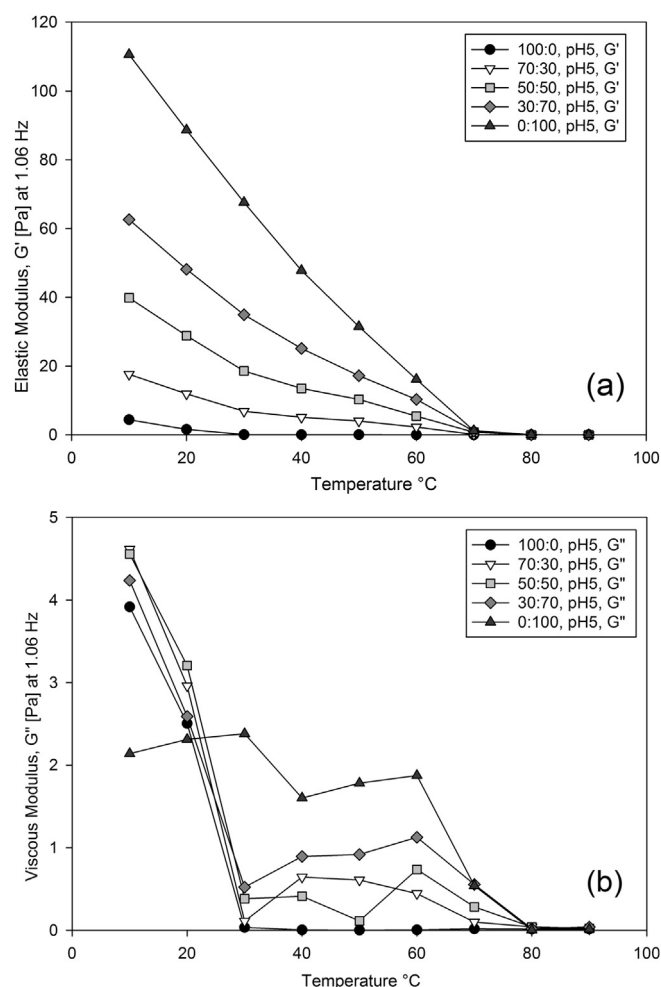 120
100
80
60
40
20
0
Elastic Modulus, G' [Pa] at 1.06 Hz
100:0, pH5, G'
70:30, pH5, G'
50:50, pH5, G'
30:70, pH5, G'
0:100, pH5, G'
(a)
0 20 40 60 80 100
Temperature °C
5
4
3
2
1
0
Viscous Modulus, G" [Pa] at 1.06 Hz
100:0, pH5, G"
70:30, pH5, G"
50:50, pH5, G"
30:70, pH5, G"
0:100, pH5, G"
(b)
0 20 40 60 80 100
Temperature °C